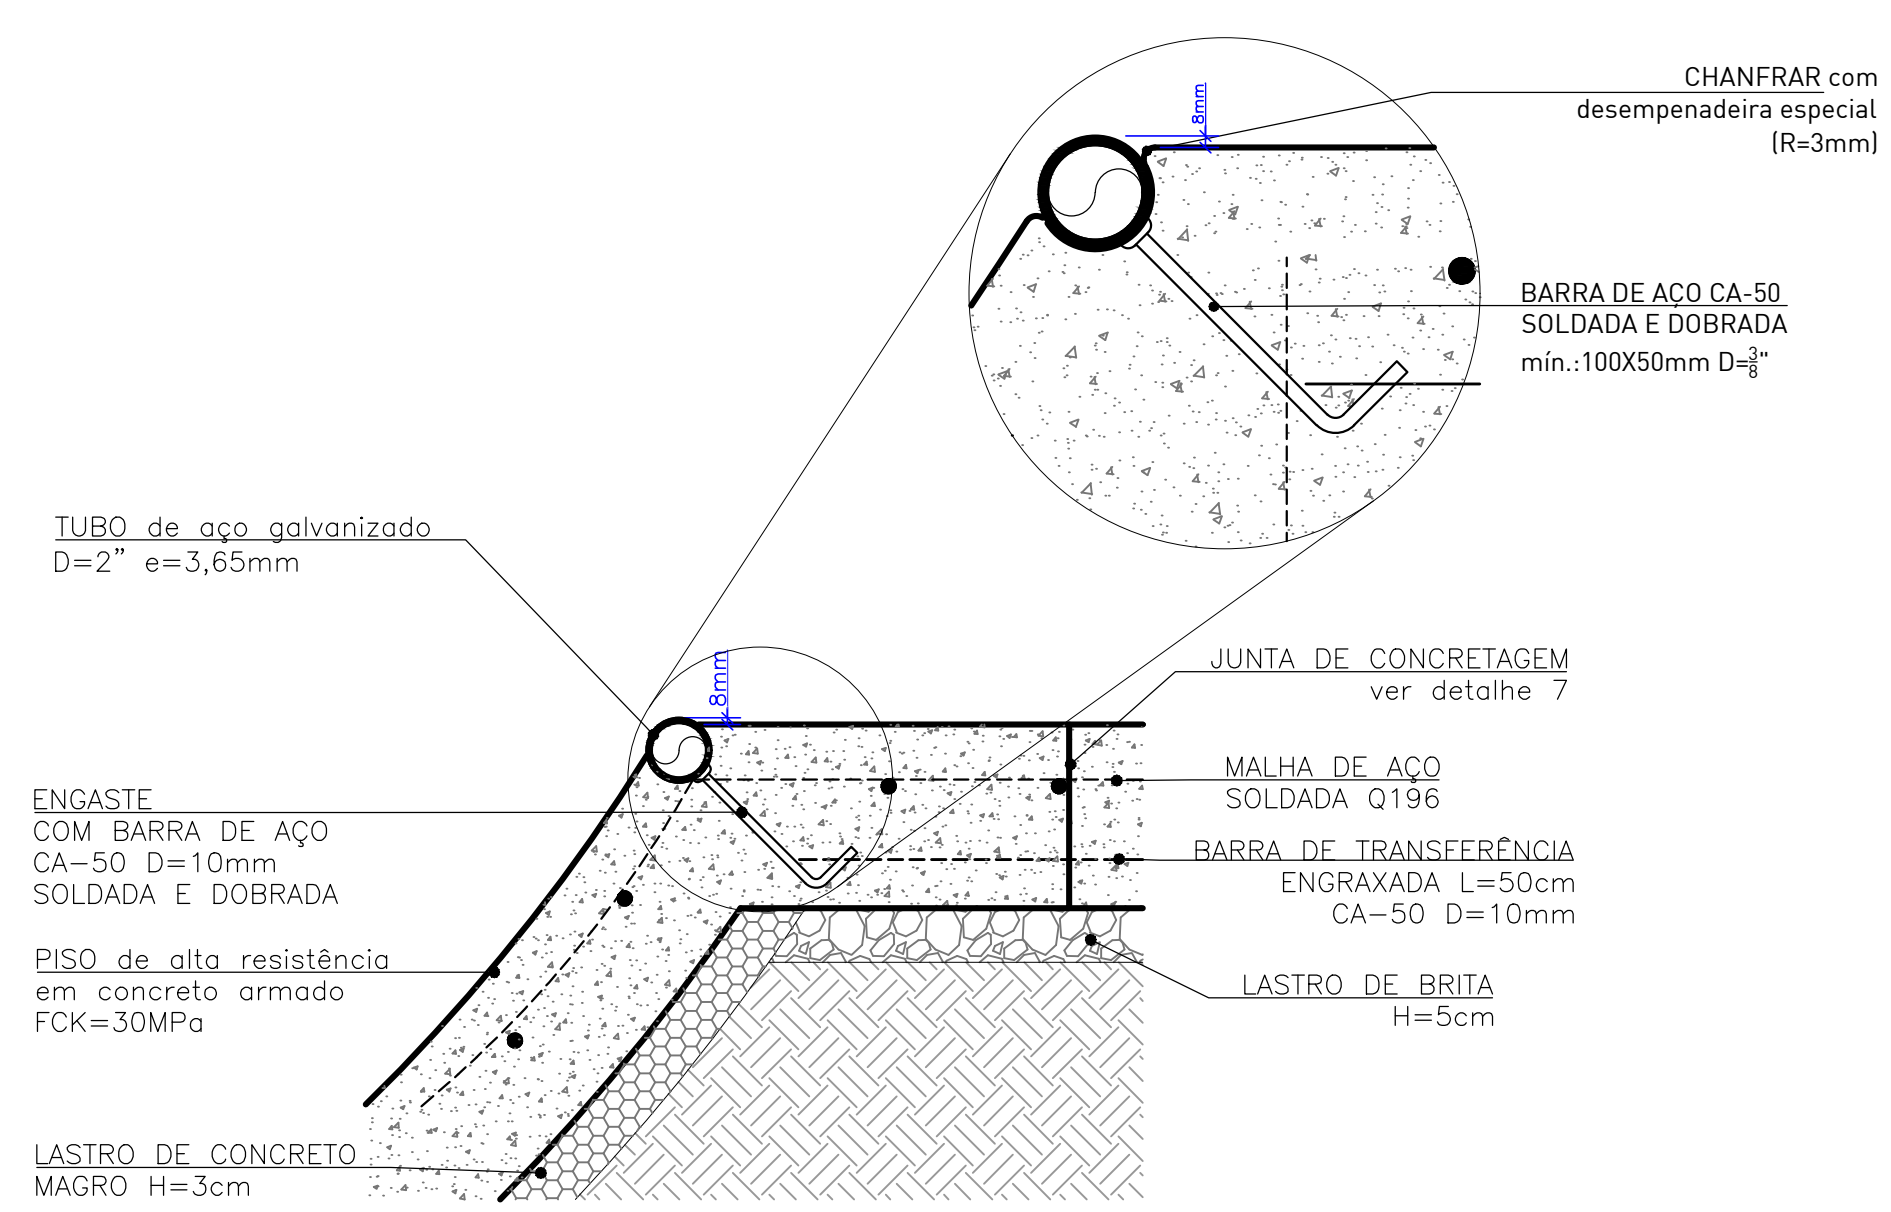 CHANFRAR com
desempenadeira especial
(R=3mm)
8mm
BARRA DE AÇO CA-50
SOLDADA E DOBRADA
mín.:100X50mm D=3/8"
TUBO de aço galvanizado
D=2” e=3,65mm
8mm
JUNTA DE CONCRETAGEM
ver detalhe 7
MALHA DE AÇO
SOLDADA Q196
ENGASTE
COM BARRA DE AÇO
CA-50 D=10mm
SOLDADA E DOBRADA
BARRA DE TRANSFERÊNCIA
ENGRAXADA L=50cm
CA-50 D=10mm
PISO de alta resistência
em concreto armado
FCK=30MPa
LASTRO DE BRITA
H=5cm
LASTRO DE CONCRETO
MAGRO H=3cm